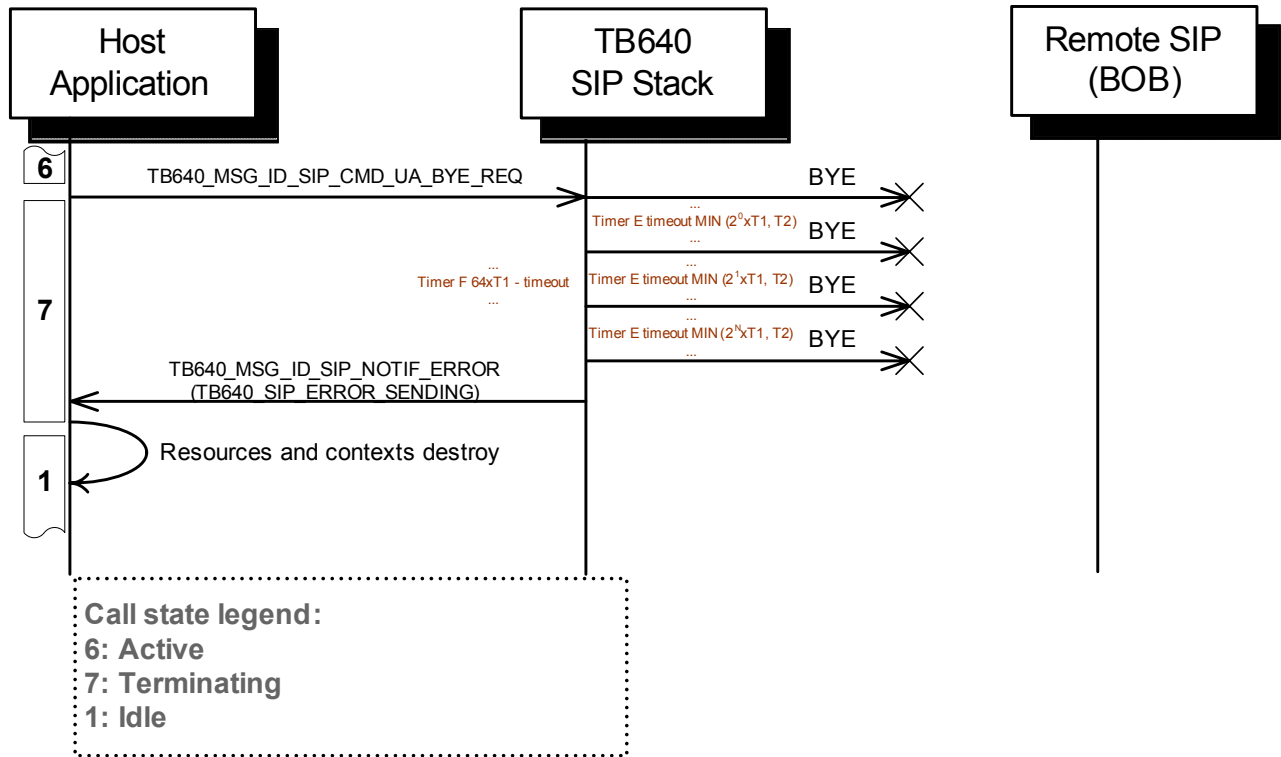 Host
Application
TB640
SIP Stack
Remote SIP
(BOB)
6
TB640_MSG_ID_SIP_CMD_UA_BYE_REQ
BYE
...
Timer E timeout MIN (2⁰xT1, T2)
...
BYE
...
Timer F 64xT1 - timeout
...
...
Timer E timeout MIN (2¹xT1, T2)
...
BYE
...
Timer E timeout MIN (2ᴺxT1, T2)
...
BYE
7
TB640_MSG_ID_SIP_NOTIF_ERROR
(TB640_SIP_ERROR_SENDING)
Resources and contexts destroy
1
Call state legend:
6: Active
7: Terminating
1: Idle